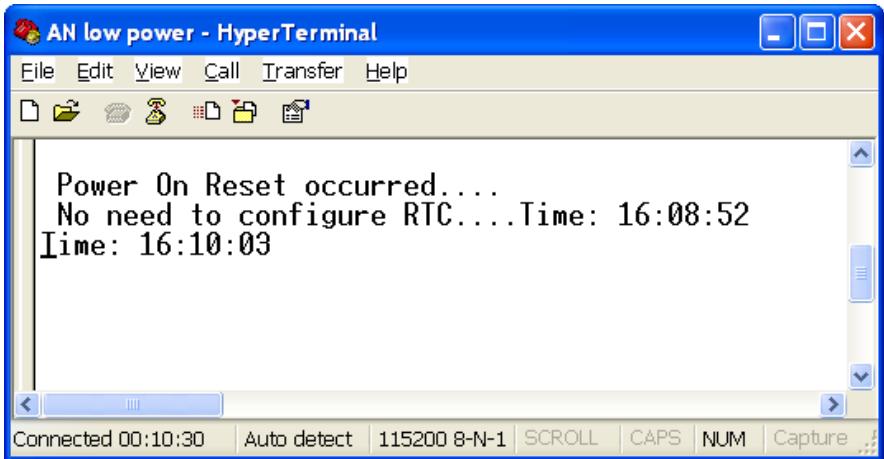 AN low power - HyperTerminal
File Edit View Call Transfer Help
Power On Reset occurred....
No need to configure RTC....Time: 16:08:52
Time: 16:10:03
Connected 00:10:30 Auto detect 115200 8-N-1 SCROLL CAPS NUM Capture